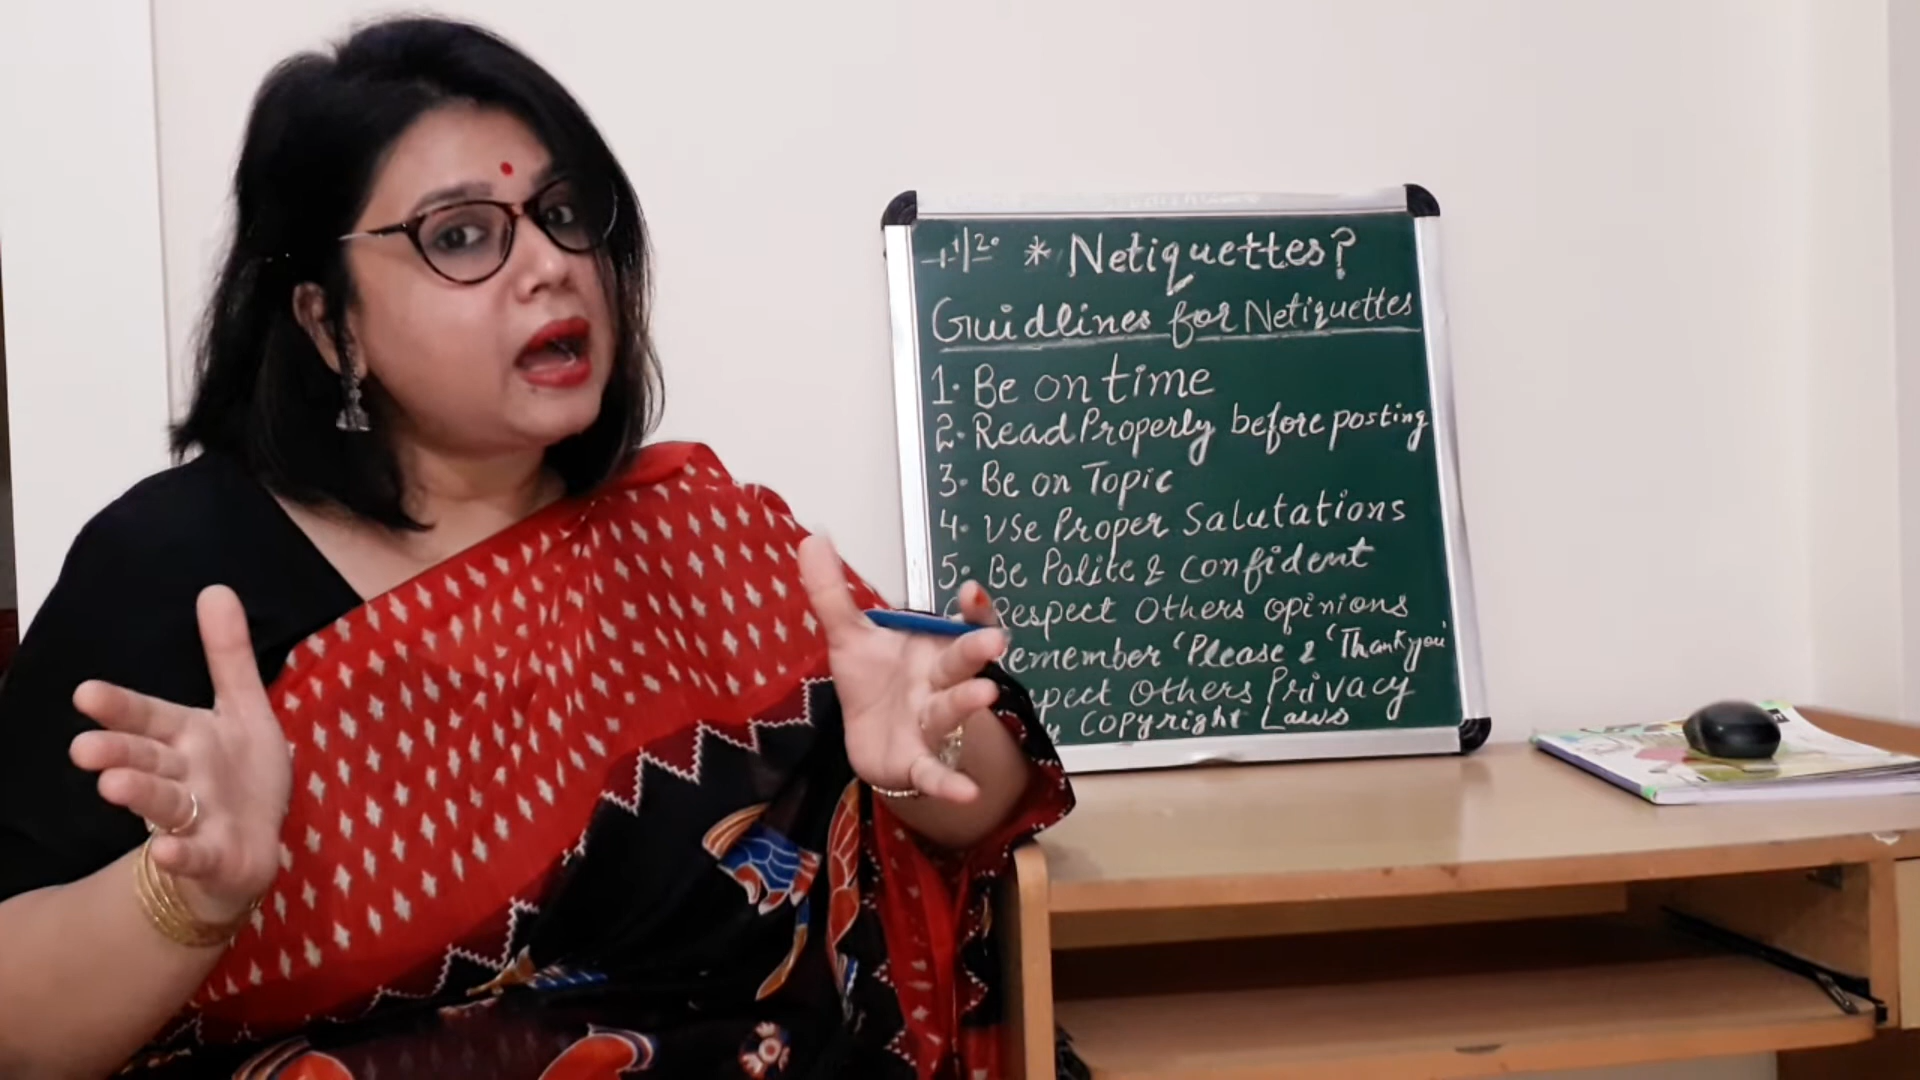 * Netiquettes?
Guidlines for Netiquettes
1. Be on time
2. Read Properly before posting
3. Be on Topic
4. Use Proper Salutations
5. Be Polite & Confident
Respect Others opinions
Remember 'Please & 'Thank you'
Others Privacy
Copyright Laws